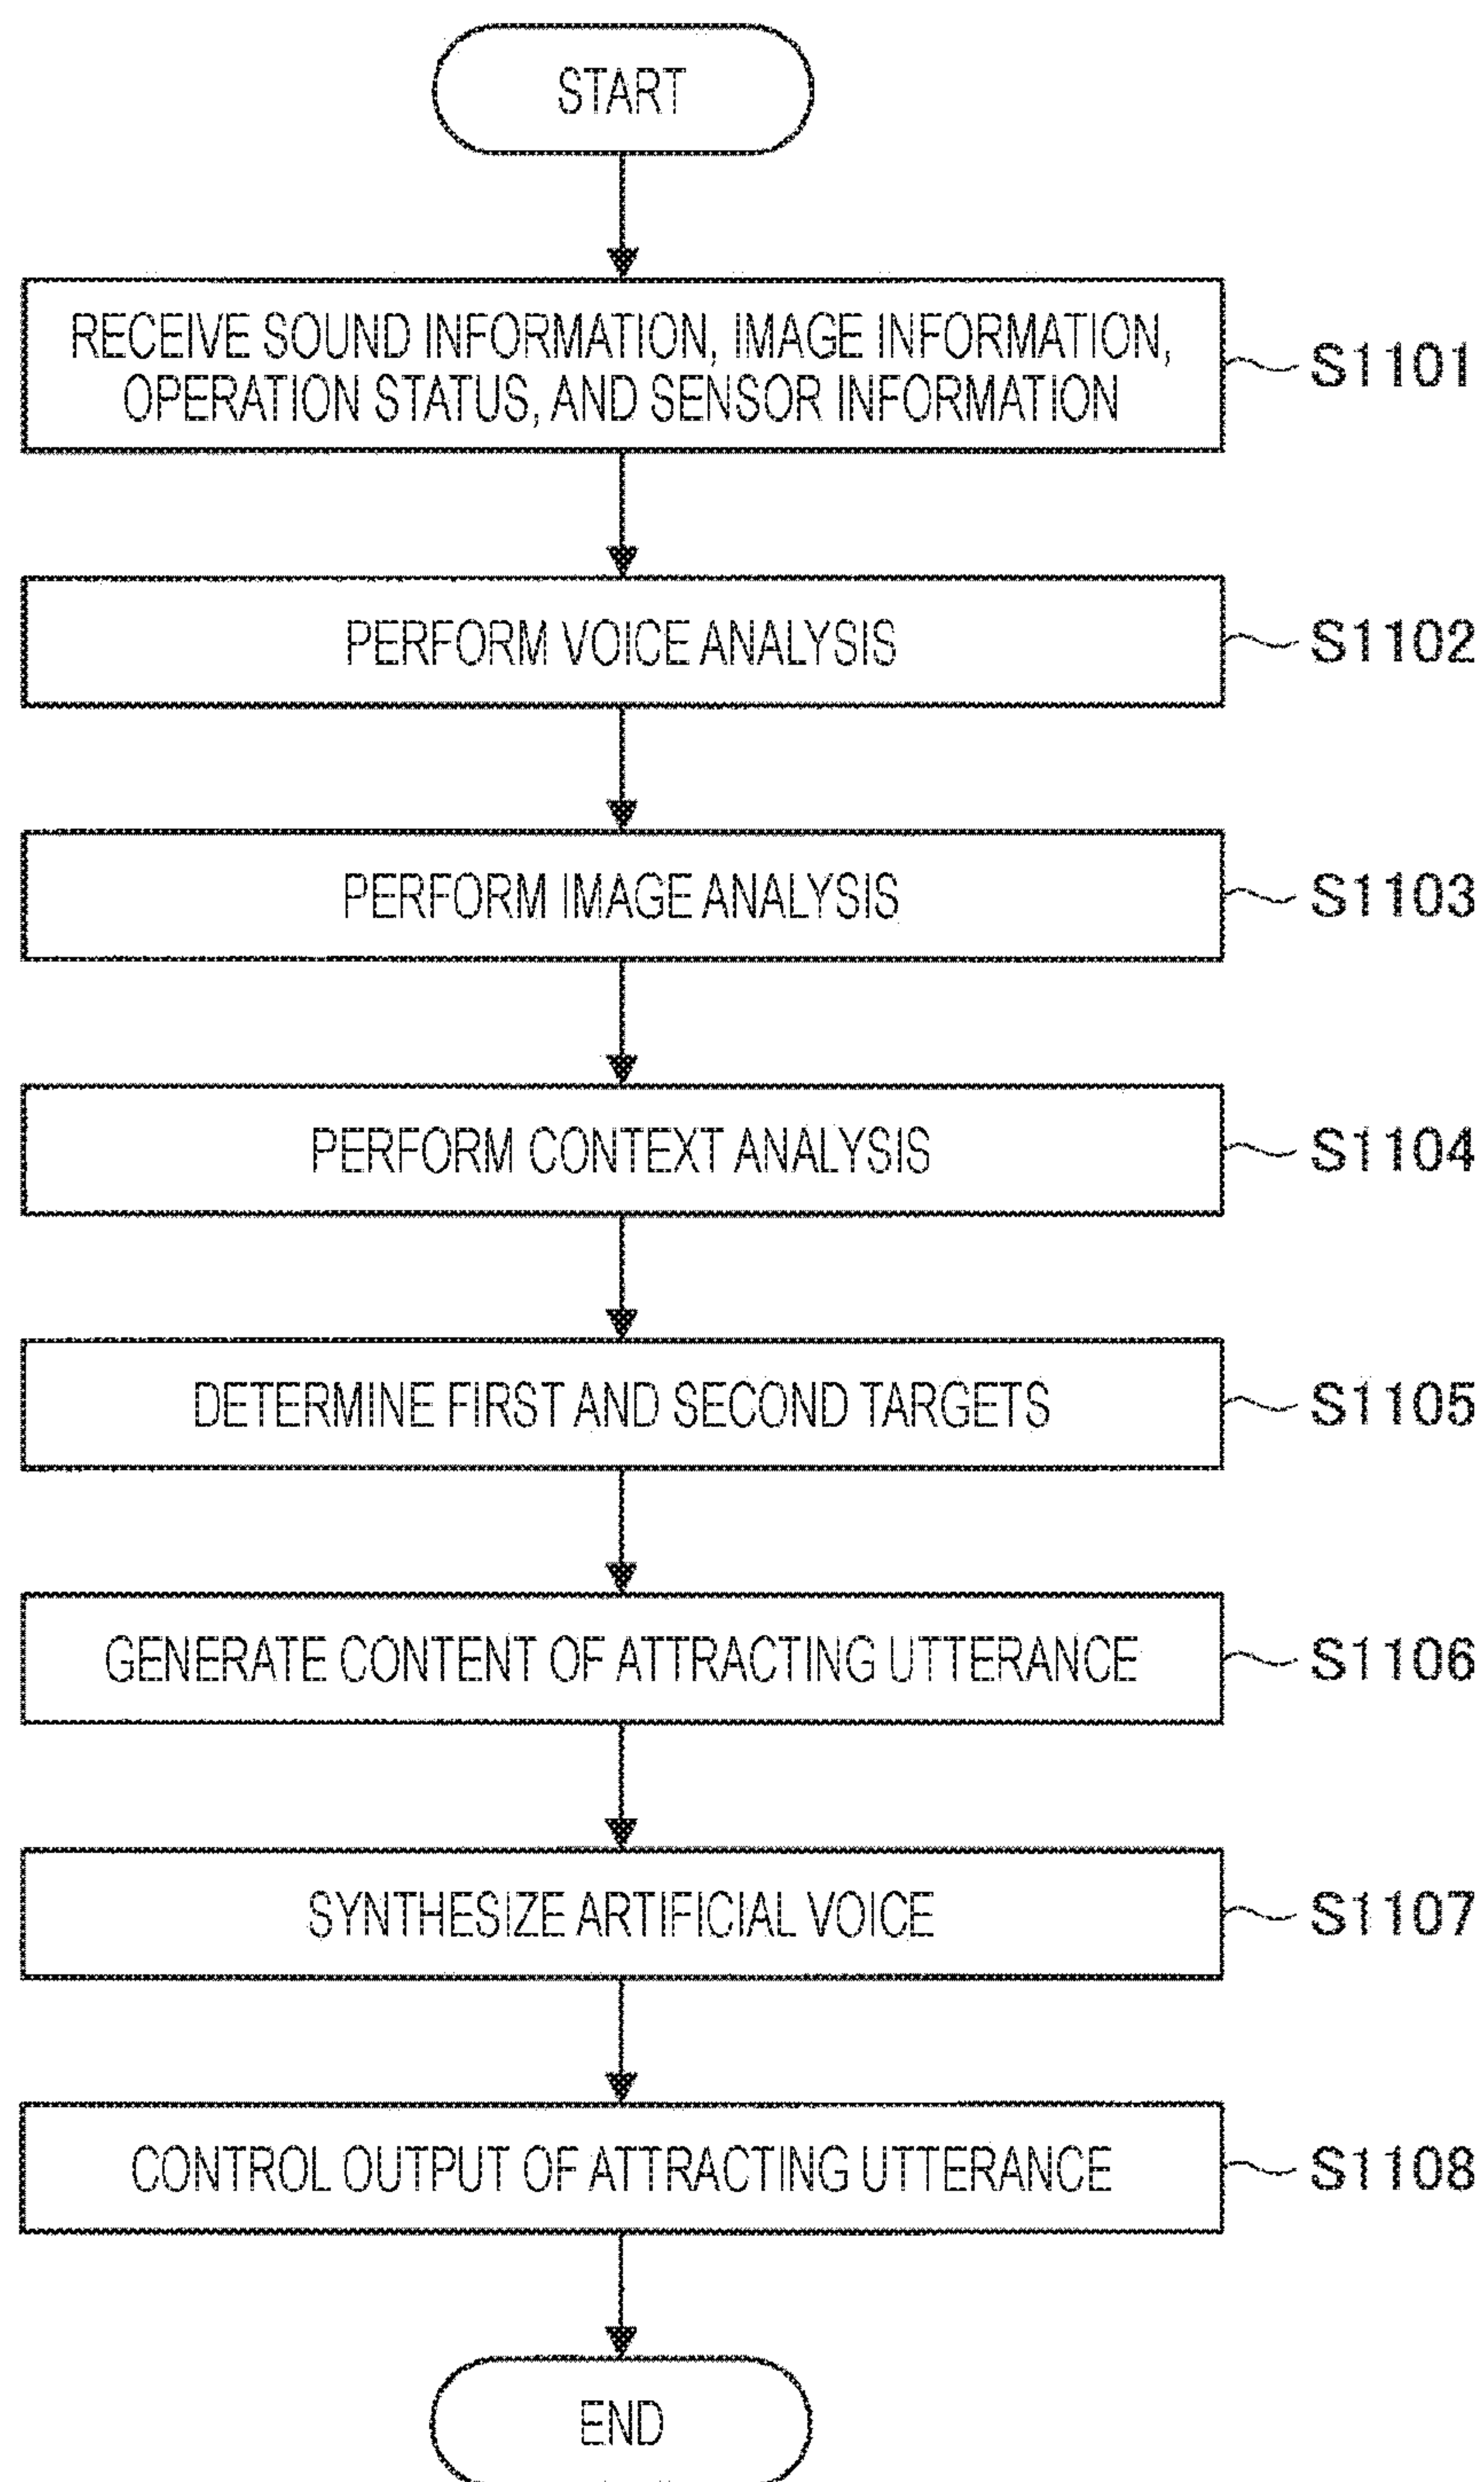 START
RECEIVE SOUND INFORMATION, IMAGE INFORMATION,
OPERATION STATUS, AND SENSOR INFORMATION
S1101
PERFORM VOICE ANALYSIS
S1102
PERFORM IMAGE ANALYSIS
S1103
PERFORM CONTEXT ANALYSIS
S1104
DETERMINE FIRST AND SECOND TARGETS
S1105
GENERATE CONTENT OF ATTRACTING UTTERANCE
S1106
SYNTHESIZE ARTIFICIAL VOICE
S1107
CONTROL OUTPUT OF ATTRACTING UTTERANCE
S1108
END